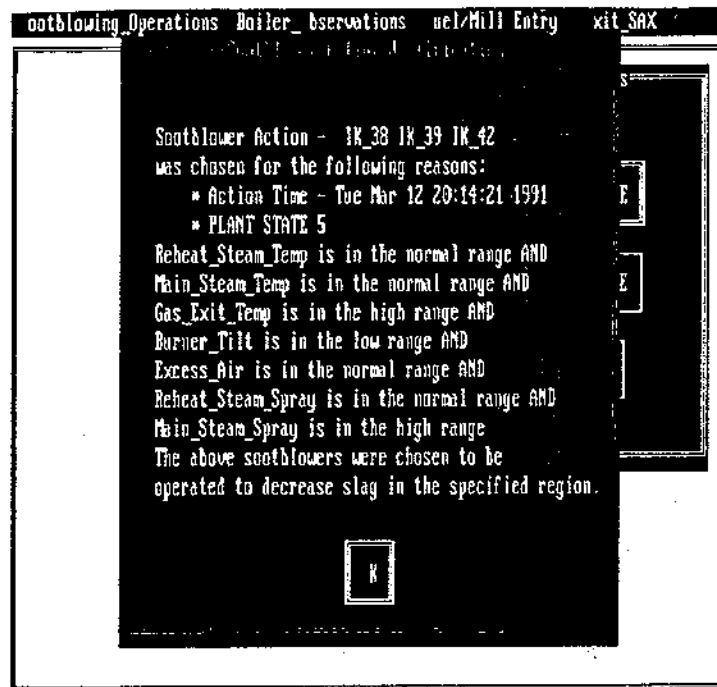 ootblowing_Operations Boiler_ bservations uel/Mill Entry xit_SAX
S
Sootblower Action - IK_38 IK_39 IK_42
was chosen for the following reasons:
* Action Time - Tue Mar 12 20:14:21 1991
* PLANT STATE 5
E
Reheat_Steam_Temp is in the normal range AND
Main_Steam_Temp is in the normal range AND
E
Gas_Exit_Temp is in the high range AND
Burner_Tilt is in the low range AND
Excess_Air is in the normal range AND
Reheat_Steam_Spray is in the normal range AND
Main_Steam_Spray is in the high range
The above sootblowers were chosen to be
operated to decrease slag in the specified region.
K